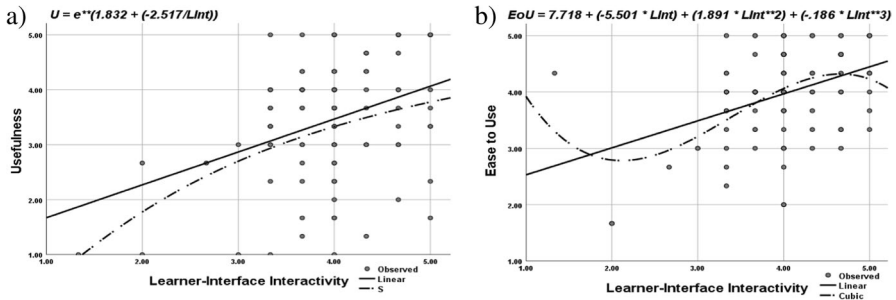 a)
U = e**(1.832 + (-2.517/LInt))
Usefulness
5.00
4.00
3.00
2.00
1.00
1.00 2.00 3.00 4.00 5.00
Learner-Interface Interactivity
Observed
Linear
S
b)
EoU = 7.718 + (-5.501 * LInt) + (1.891 * LInt**2) + (-.186 * LInt**3)
Ease to Use
5.00
4.00
3.00
2.00
1.00
1.00 2.00 3.00 4.00 5.00
Learner-Interface Interactivity
Observed
Linear
Cubic